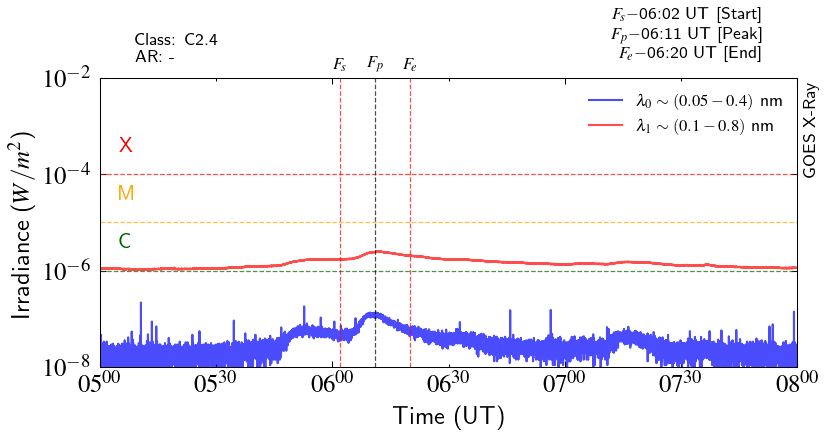 Fs−06:02 UT [Start]
Class: C2.4
Fp−06:11 UT [Peak]
AR: -
Fe−06:20 UT [End]
Fs Fp Fe
10−2
λ0 ∼ (0.05 − 0.4) nm
λ1 ∼ (0.1 − 0.8) nm
GOES X-Ray
X
10−4
M
Irradiance (W/m2)
C
10−6
10−8
0500 0530 0600 0630 0700 0730 0800
Time (UT)